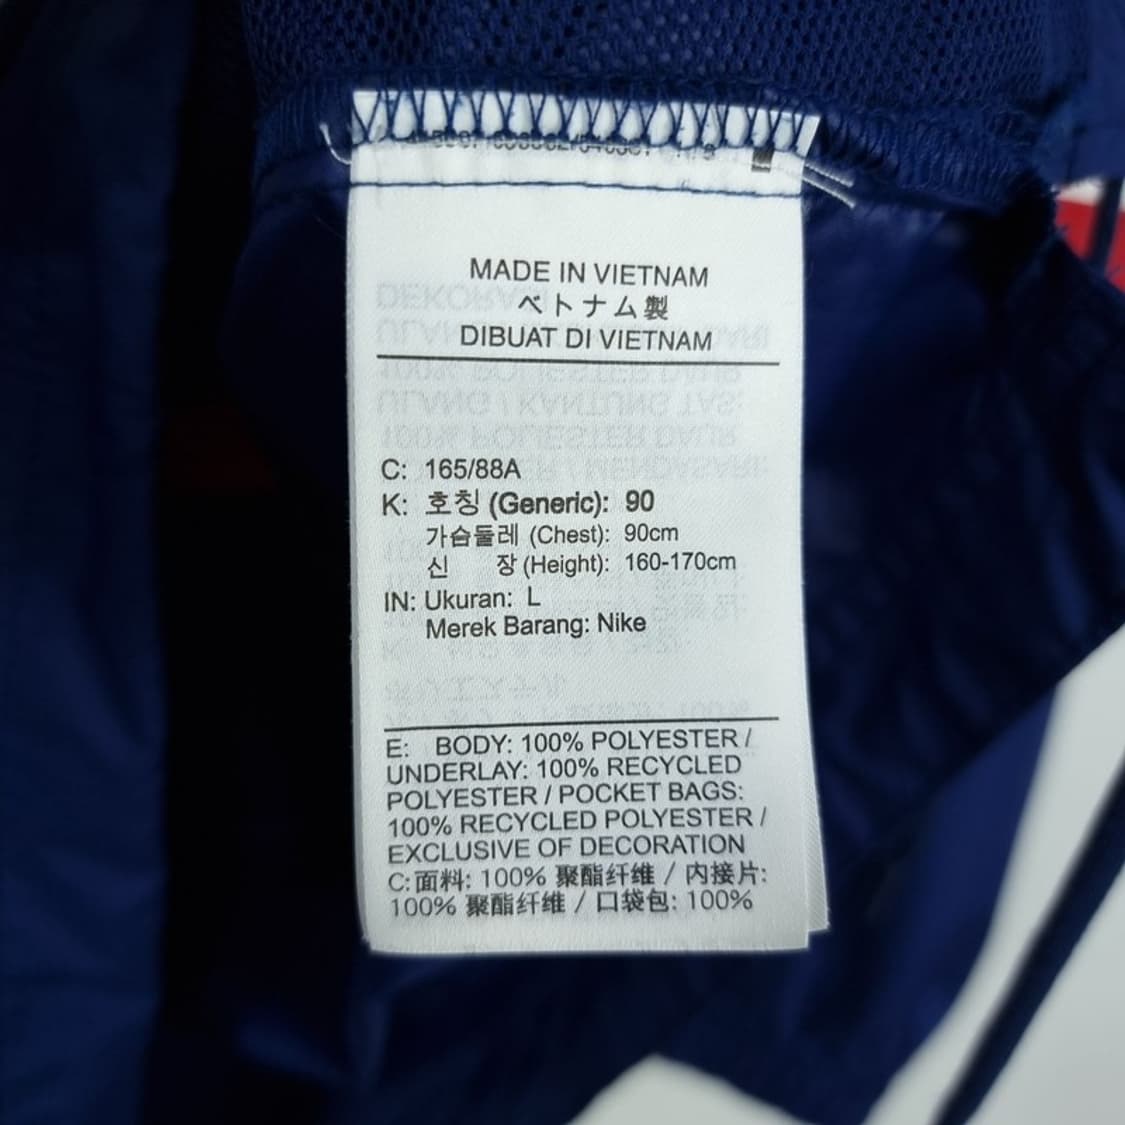 MADE IN VIETNAM
ベトナム製
DIBUAT DI VIETNAM
C: 165/88A
K: 호칭 (Generic): 90
가슴둘레 (Chest): 90cm
신 장 (Height): 160-170cm
IN: Ukuran: L
Merek Barang: Nike
E: BODY: 100% POLYESTER /
UNDERLAY: 100% RECYCLED
POLYESTER / POCKET BAGS:
100% RECYCLED POLYESTER /
EXCLUSIVE OF DECORATION
C: 面料: 100% 聚酯纤维 / 内接片:
100% 聚酯纤维 / 口袋包: 100%